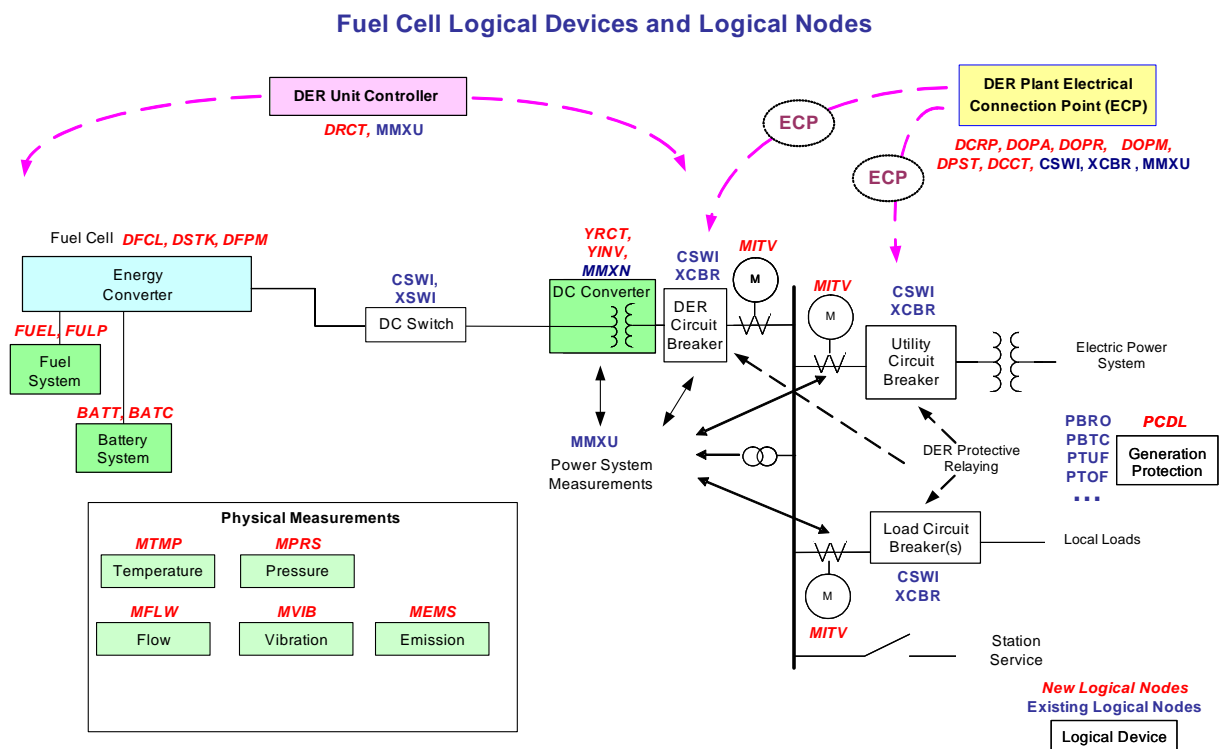 Fuel Cell Logical Devices and Logical Nodes
DER Unit Controller
DRCT, MMXU
DER Plant Electrical
Connection Point (ECP)
DCRP, DOPA, DOPR, DOPM,
DPST, DCCT, CSWI, XCBR , MMXU
ECP
ECP
Fuel Cell DFCL, DSTK, DFPM
Energy
Converter
FUEL, FULP
Fuel
System
BATT, BATC
Battery
System
CSWI,
XSWI
DC Switch
YRCT,
YINV,
MMXN
DC Converter
CSWI
XCBR
DER
Circuit
Breaker
MITV
M
MITV
M
CSWI
XCBR
Utility
Circuit
Breaker
Electric Power
System
MMXU
Power System
Measurements
DER Protective
Relaying
PBRO
PBTC
PTUF
PTOF
...
PCDL
Generation
Protection
Load Circuit
Breaker(s)
CSWI
XCBR
Local Loads
M
MITV
Station
Service
Physical Measurements
MTMP
Temperature
MPRS
Pressure
MFLW
Flow
MVIB
Vibration
MEMS
Emission
New Logical Nodes
Existing Logical Nodes
Logical Device